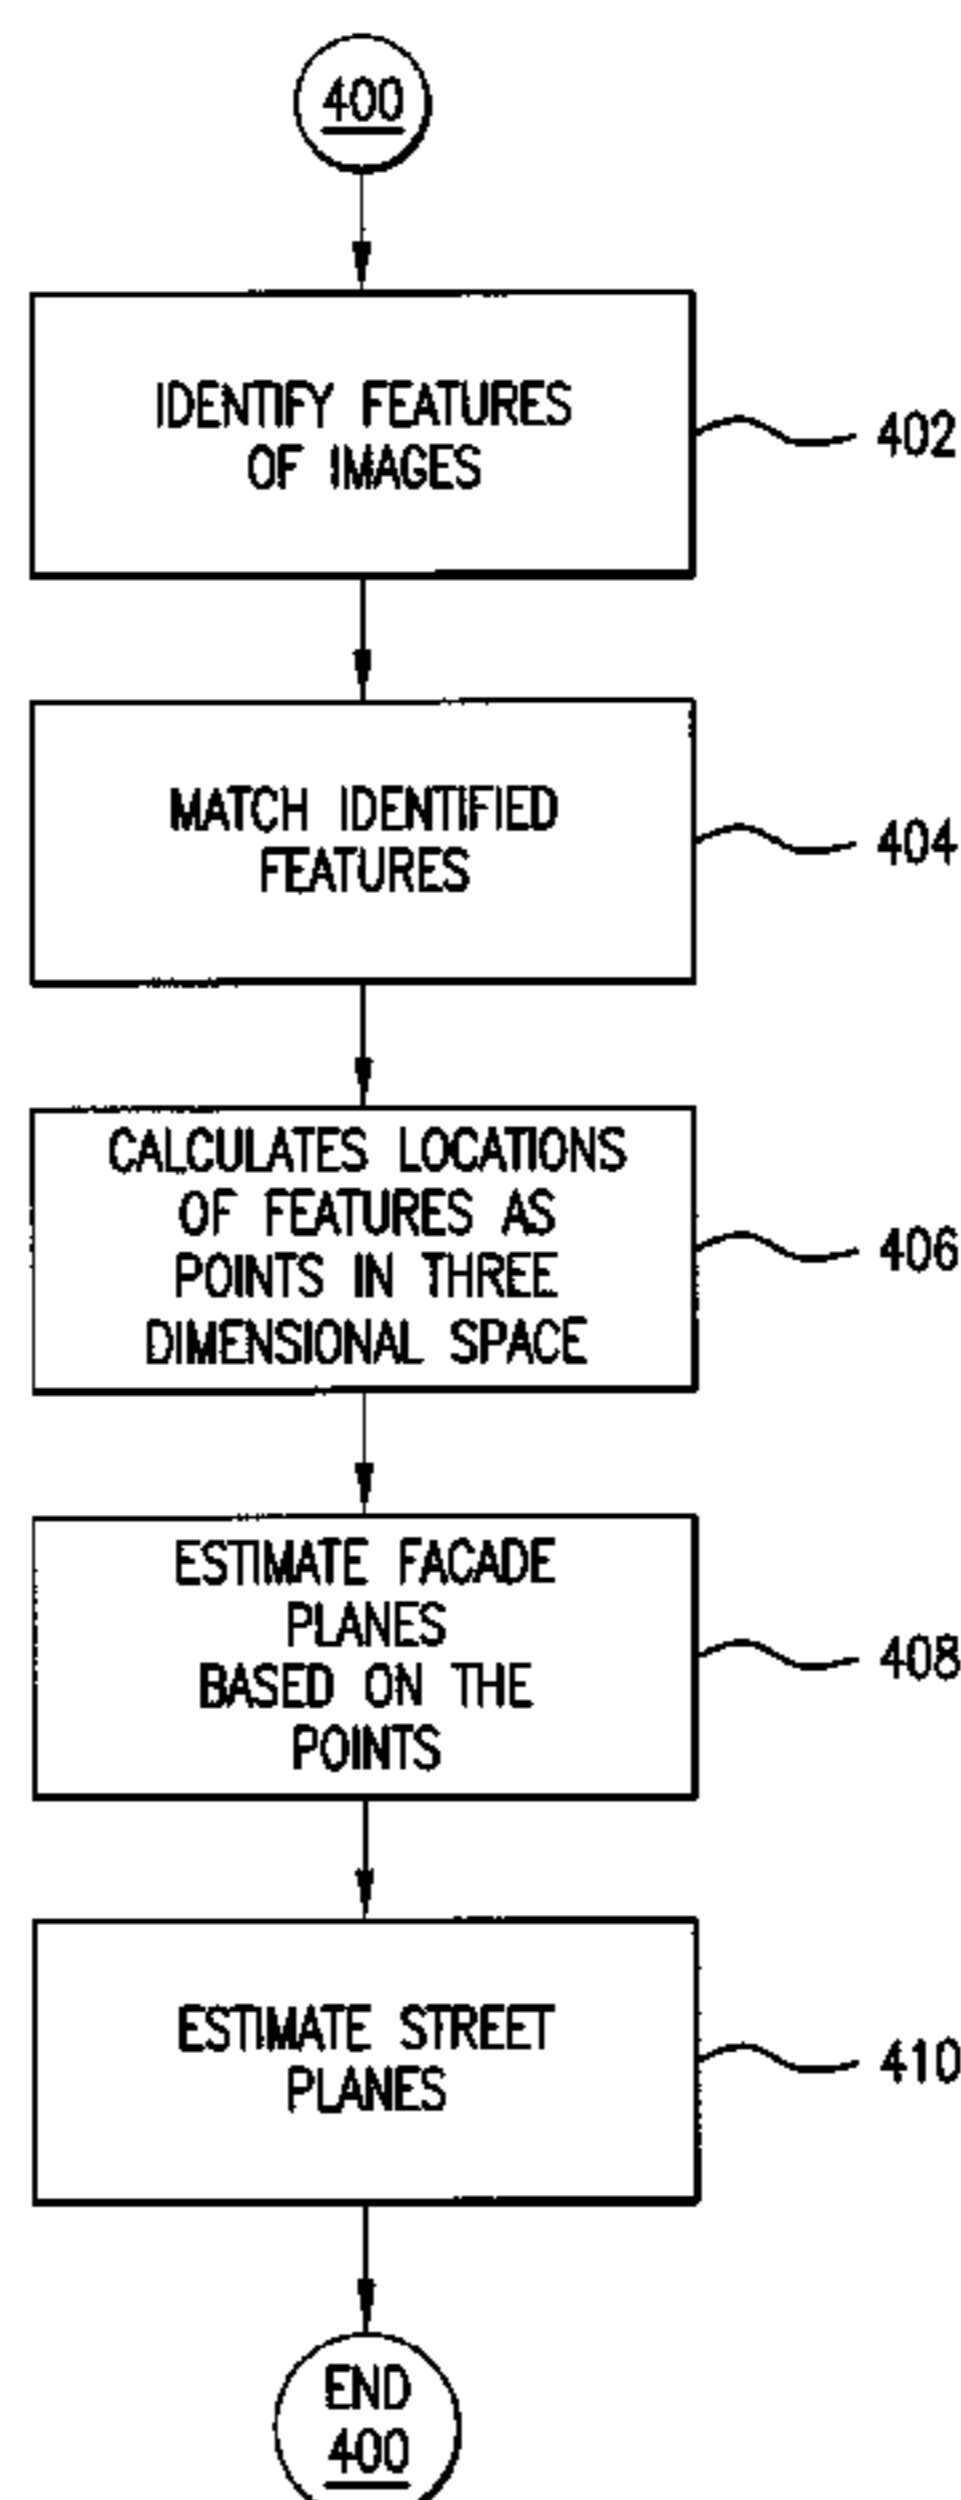 400
IDENTIFY FEATURES
OF IMAGES
402
MATCH IDENTIFIED
FEATURES
404
CALCULATES LOCATIONS
OF FEATURES AS
POINTS IN THREE
DIMENSIONAL SPACE
406
ESTIMATE FACADE
PLANES
BASED ON THE
POINTS
408
ESTIMATE STREET
PLANES
410
END
400